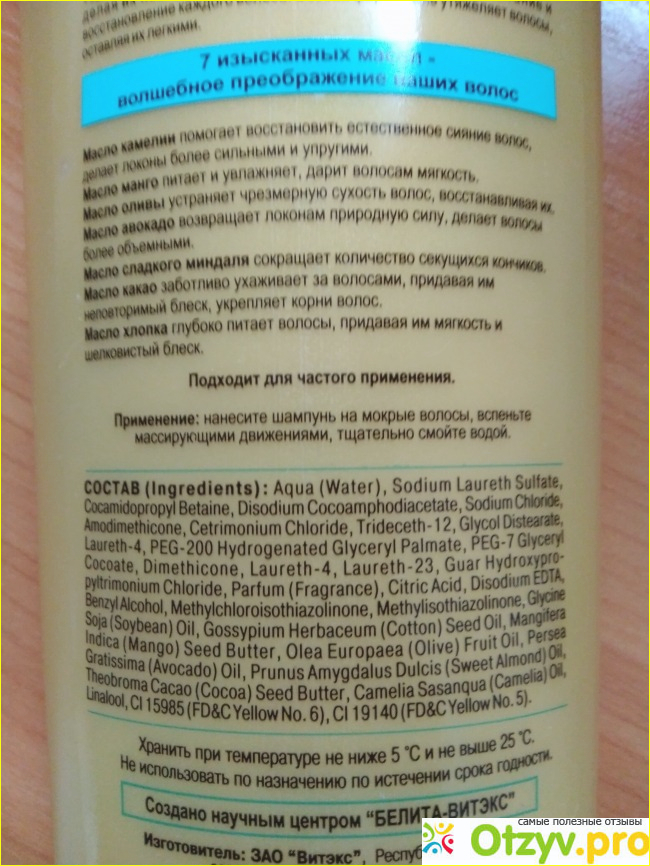 восстановление каждого
утяжеляет волосы,
оставляя их легкими.
7 изысканных масел -
волшебное преображение ваших волос
Масло камелии помогает восстановить естественное сияние волос,
делает локоны более сильными и упругими.
Масло манго питает и увлажняет, дарит волосам мягкость.
Масло оливы устраняет чрезмерную сухость волос, восстанавливая их.
Масло авокадо возвращает локонам природную силу, делает волосы
более объемными.
Масло сладкого миндаля сокращает количество секущихся кончиков.
Масло какао заботливо ухаживает за волосами, придавая им
неповторимый блеск, укрепляет корни волос.
Масло хлопка глубоко питает волосы, придавая им мягкость и
шелковистый блеск.
Подходит для частого применения.
Применение: нанесите шампунь на мокрые волосы, вспеньте
массирующими движениями, тщательно смойте водой.
СОСТАВ (Ingredients): Aqua (Water), Sodium Laureth Sulfate,
Cocamidopropyl Betaine, Disodium Cocoamphodiacetate, Sodium Chloride,
Amodimethicone, Cetrimonium Chloride, Trideceth-12, Glycol Distearate,
Laureth-4, PEG-200 Hydrogenated Glyceryl Palmate, PEG-7 Glyceryl
Cocoate, Dimethicone, Laureth-4, Laureth-23, Guar Hydroxypro-
pyltrimonium Chloride, Parfum (Fragrance), Citric Acid, Disodium EDTA,
Benzyl Alcohol, Methylchloroisothiazolinone, Methylisothiazolinone, Glycine
Soja (Soybean) Oil, Gossypium Herbaceum (Cotton) Seed Oil, Mangifera
Indica (Mango) Seed Butter, Olea Europaea (Olive) Fruit Oil, Persea
Gratissima (Avocado) Oil, Prunus Amygdalus Dulcis (Sweet Almond) Oil,
Theobroma Cacao (Cocoa) Seed Butter, Camelia Sasanqua (Camelia) Oil,
Linalool, CI 15985 (FD&C Yellow No. 6), CI 19140 (FD&C Yellow No. 5).
Хранить при температуре не ниже 5 °C и не выше 25 °C.
Не использовать по назначению по истечении срока годности.
Создано научным центром "БЕЛИТА-ВИТЭКС"
Изготовитель: ЗАО "Витэкс",
самые полезные отзывы
Otzyv.pro